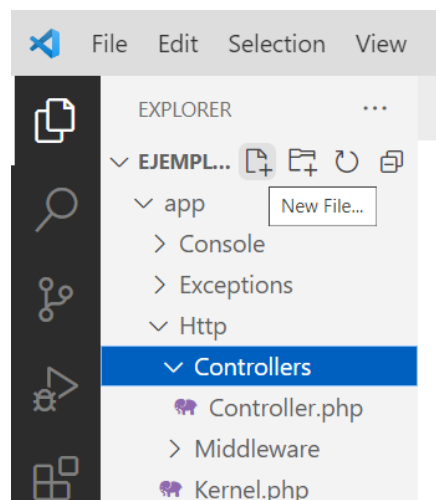 File Edit Selection View
EXPLORER ...
EJEMPL...
app New File...
Console
Exceptions
Http
Controllers
Controller.php
Middleware
Kernel.php